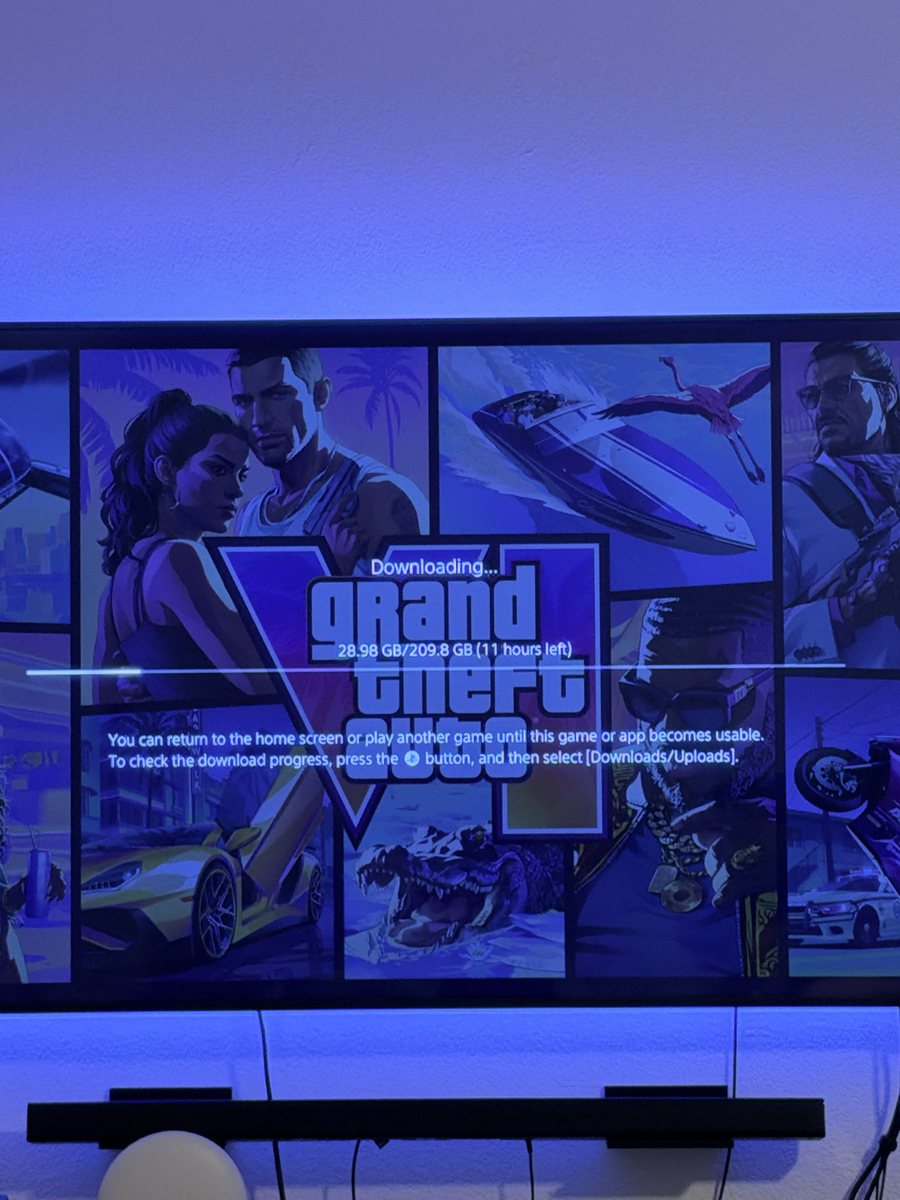 VI
Downloading...
grand
28.98 GB/209.8 GB (11 hours left)
theft
auto
You can return to the home screen or play another game until this game or app becomes usable.
To check the download progress, press the button, and then select [Downloads/Uploads].